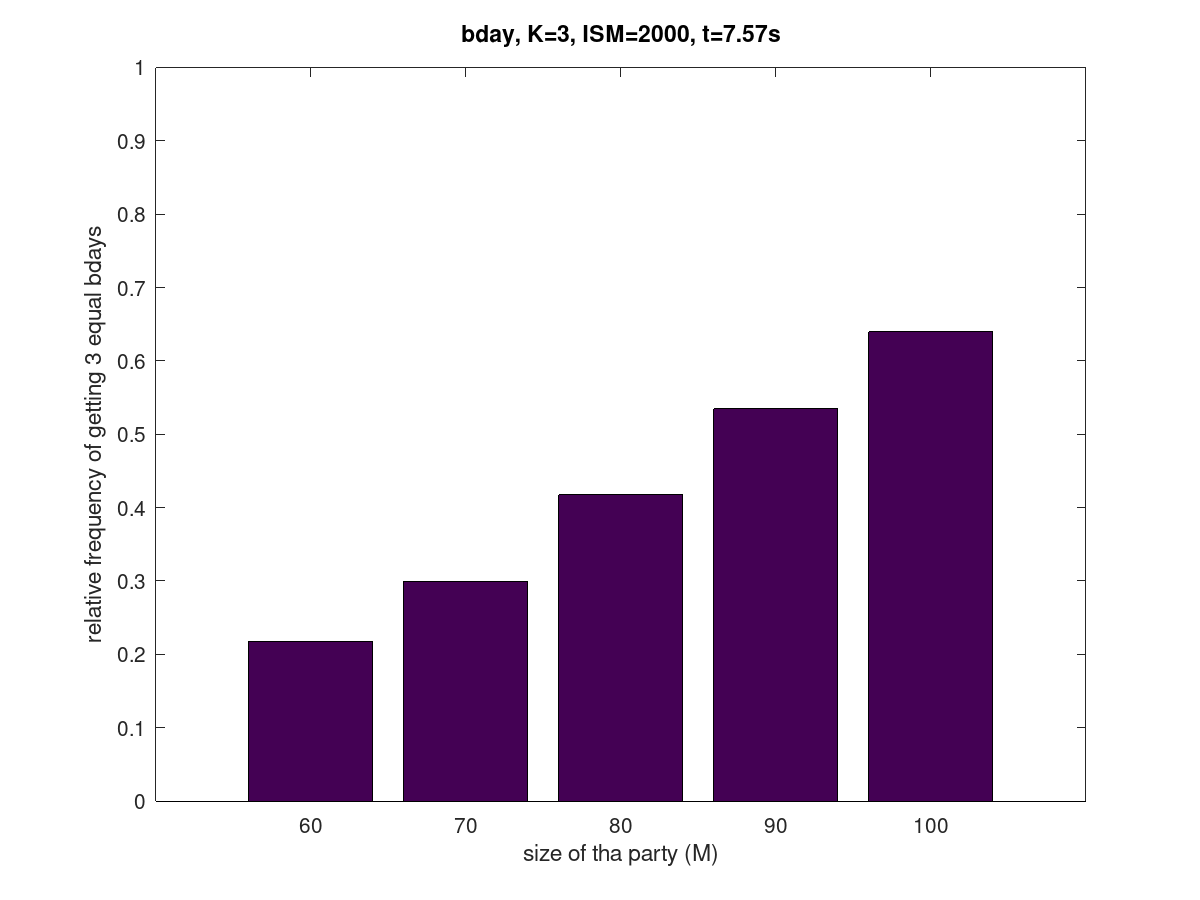 bday, K=3, ISM=2000, t=7.57s
1
0.9
0.8
0.7
0.6
0.5
0.4
0.3
0.2
0.1
0
relative frequency of getting 3 equal bdays
60 70 80 90 100
size of tha party (M)